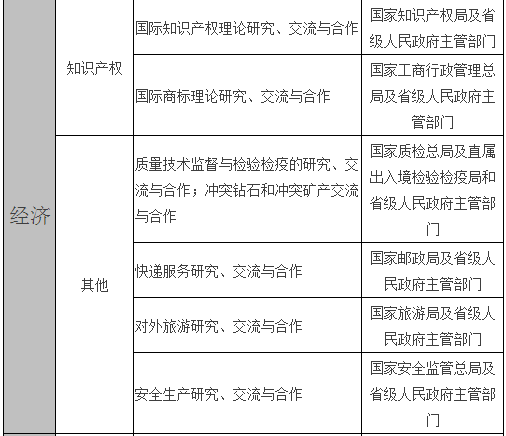 经济
知识产权
国际知识产权理论研究、交流与合作
国家知识产权局及省
级人民政府主管部门
国际商标理论研究、交流与合作
国家工商行政管理总
局及省级人民政府主
管部门
其他
质量技术监督与检验检疫的研究、交
流与合作；冲突钻石和冲突矿产交流
与合作
国家质检总局及直属
出入境检验检疫局和
省级人民政府主管部
门
快递服务研究、交流与合作
国家邮政局及省级人
民政府主管部门
对外旅游研究、交流与合作
国家旅游局及省级人
民政府主管部门
安全生产研究、交流与合作
国家安全监管总局及
省级人民政府主管部
门